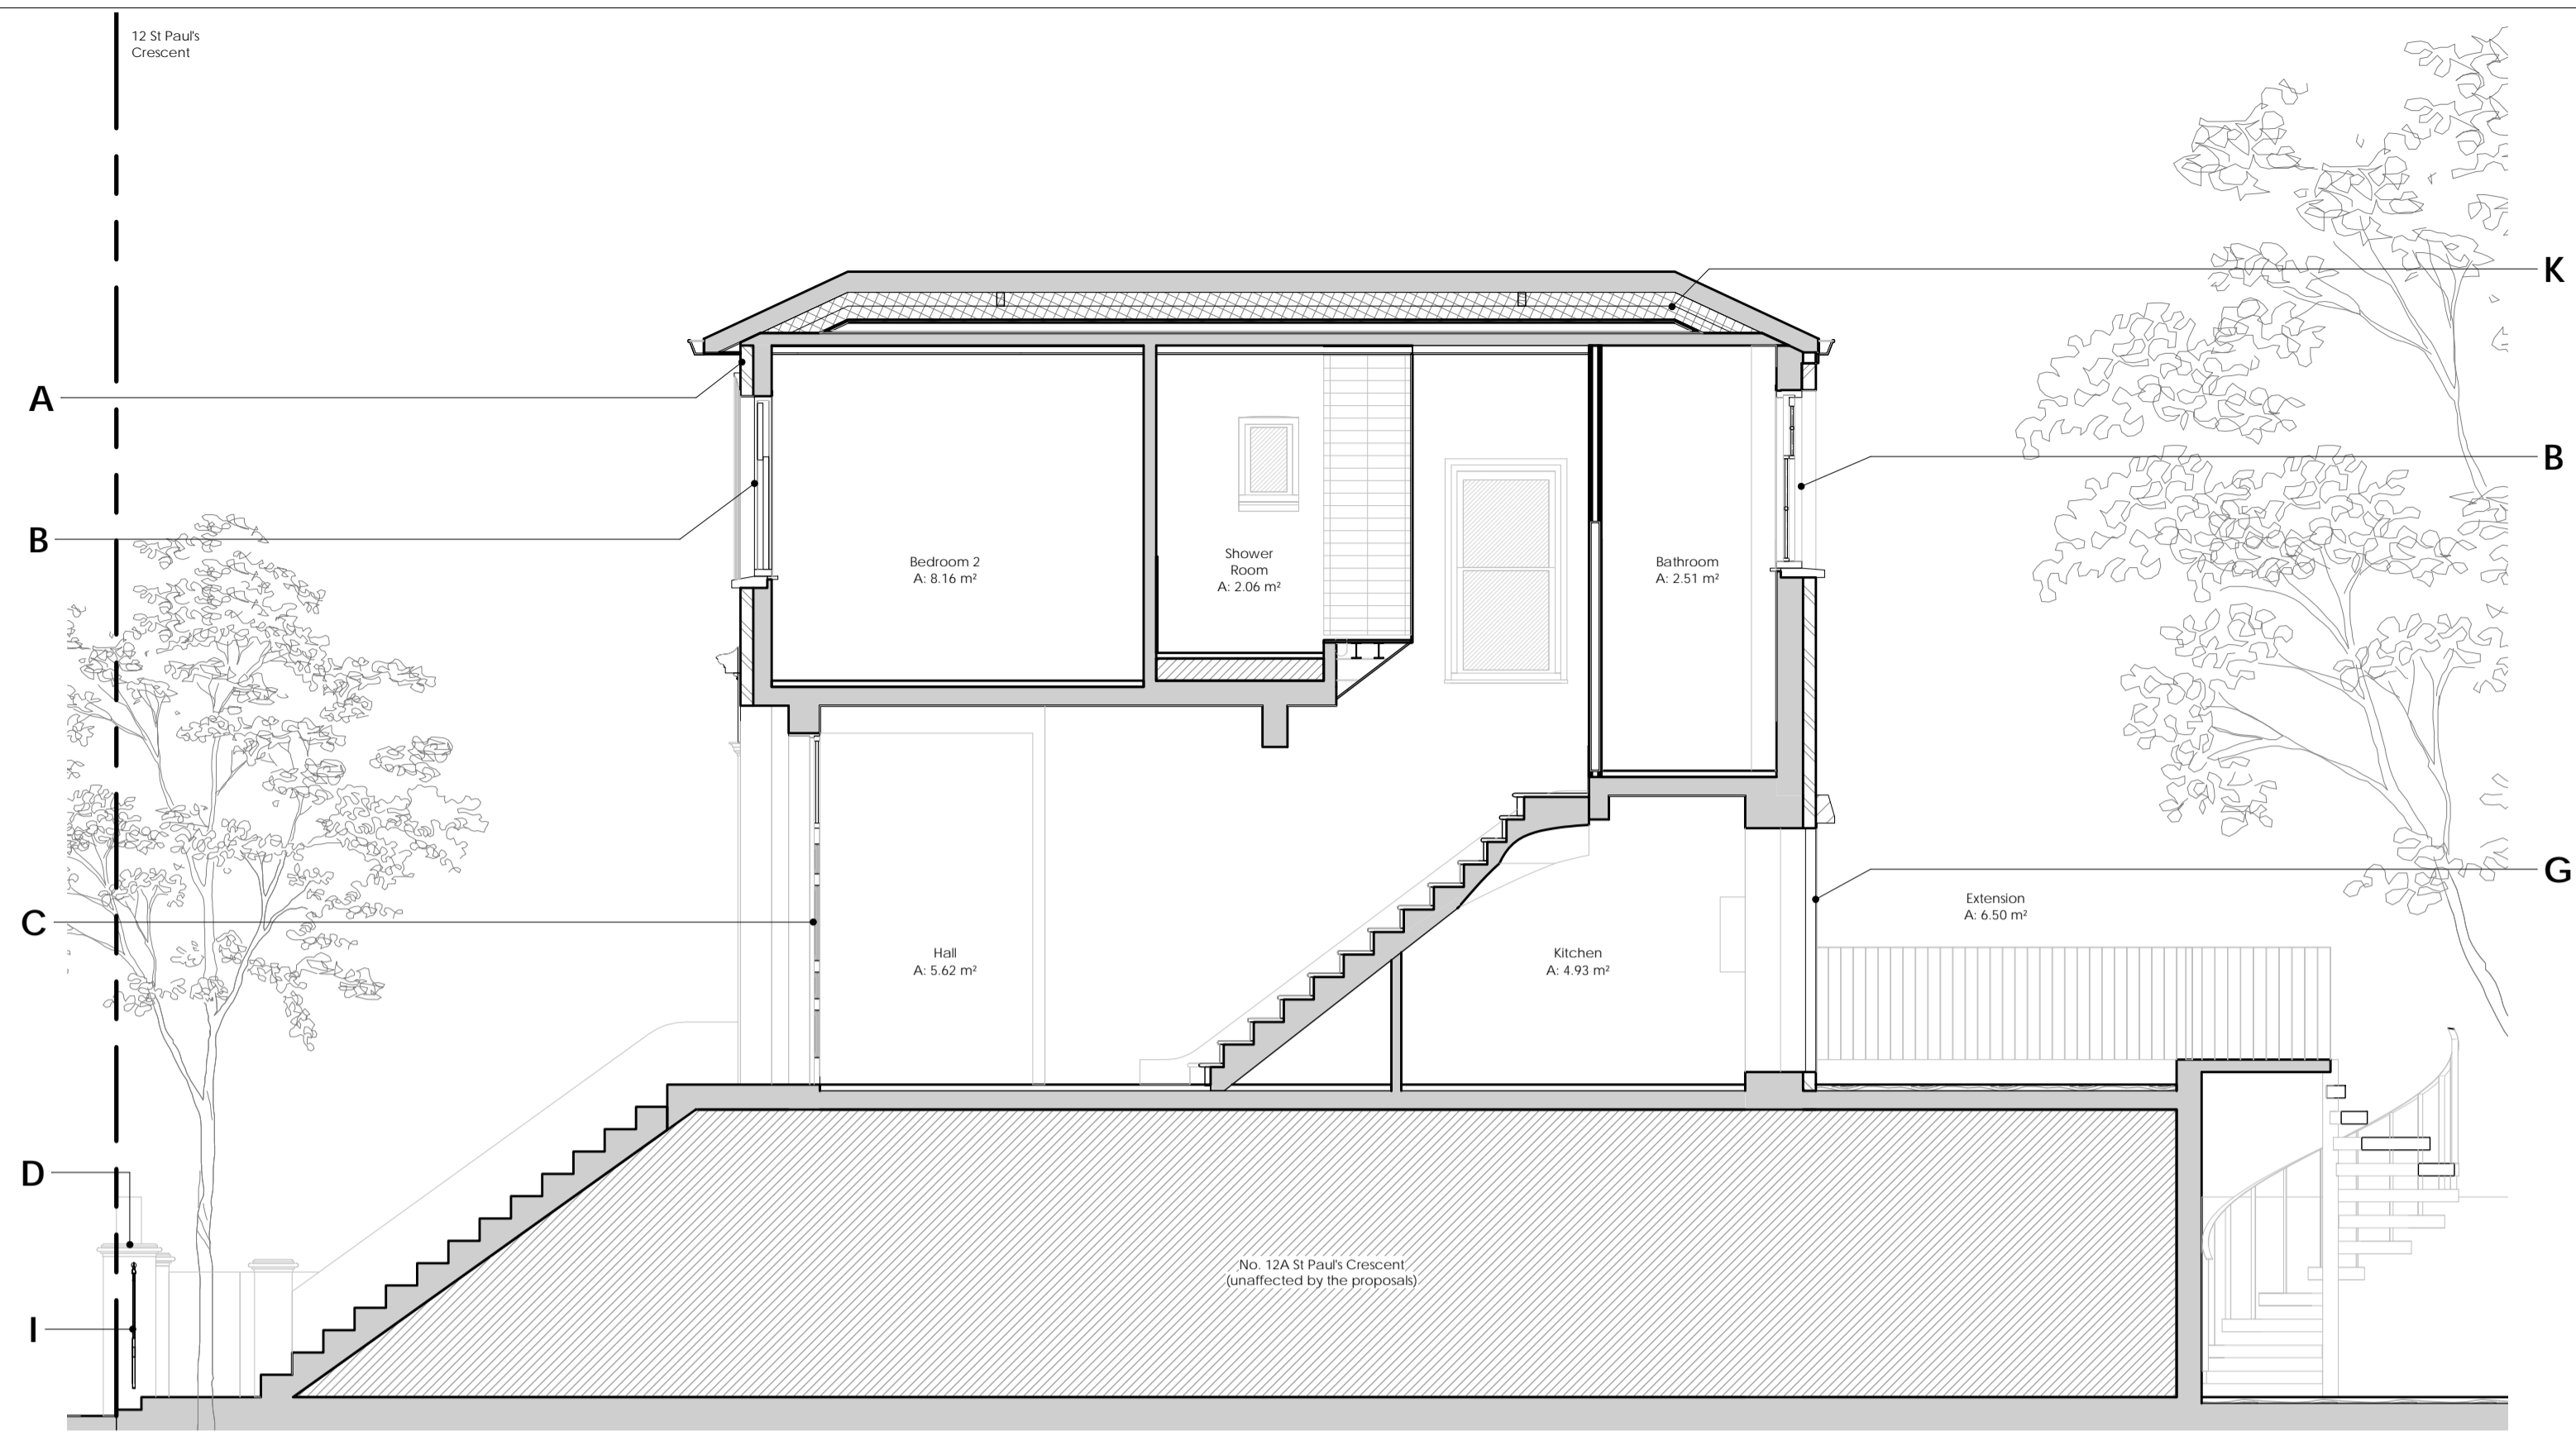 12 St Paul's
Crescent
K
A
B
B
Bedroom 2
A: 8.16 m²
Shower
Room
A: 2.06 m²
Bathroom
A: 2.51 m²
G
Extension
A: 6.50 m²
C
Hall
A: 5.62 m²
Kitchen
A: 4.93 m²
D
No. 12A St Paul's Crescent
(unaffected by the proposals)
I